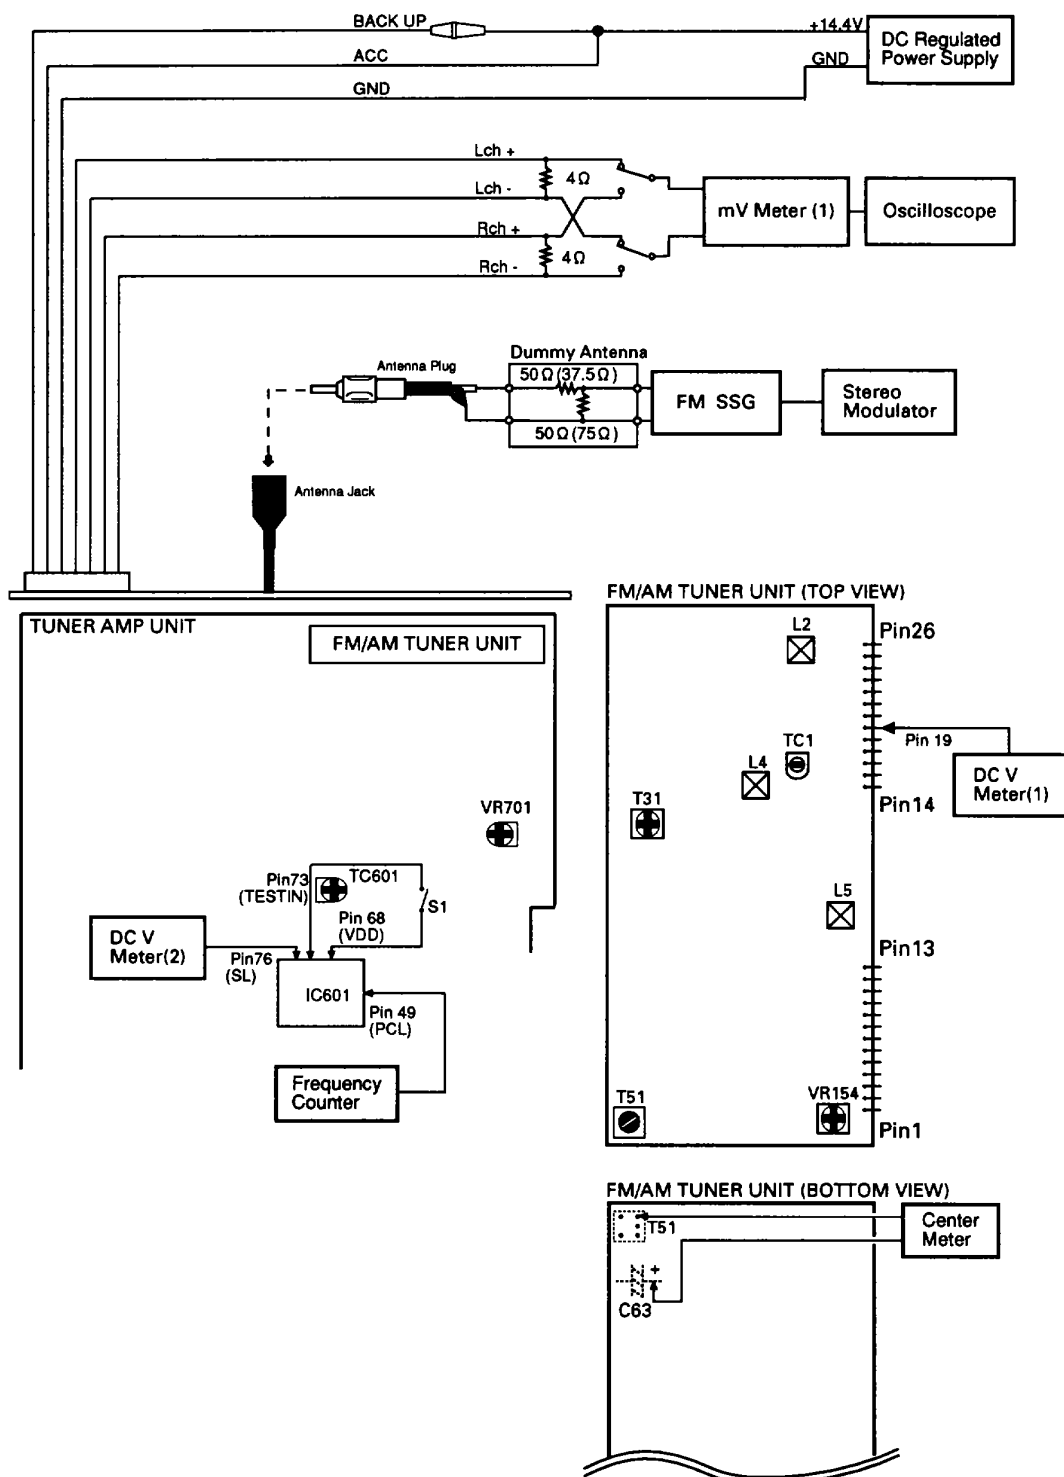 BACK UP
+14.4V
DC Regulated
Power Supply
ACC
GND
GND
Lch +
4Ω
Lch -
mV Meter (1)
Oscilloscope
Rch +
4Ω
Rch -
Dummy Antenna
Antenna Plug
50Ω(37.5Ω)
FM SSG
Stereo
Modulator
50Ω(75Ω)
Antenna Jack
FM/AM TUNER UNIT (TOP VIEW)
TUNER AMP UNIT
FM/AM TUNER UNIT
L2
Pin26
TC1
Pin 19
L4
DC V
Meter(1)
T31
Pin14
VR701
Pin73
(TESTIN)
TC601
S1
L5
Pin 68
(VDD)
DC V
Meter(2)
Pin76
(SL)
Pin13
IC601
Pin 49
(PCL)
Frequency
Counter
T51
VR154
Pin1
FM/AM TUNER UNIT (BOTTOM VIEW)
T51
Center
Meter
+
C63